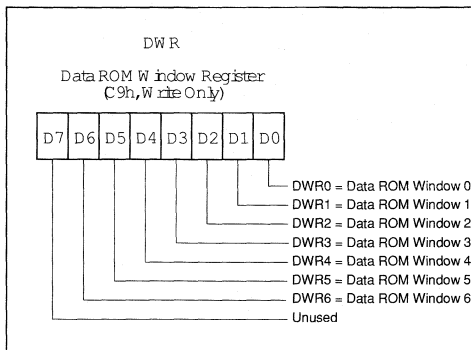 DWR
Data ROM Window Register
(C9h, Write Only)
D7 D6 D5 D4 D3 D2 D1 D0
DWR0 = Data ROM Window 0
DWR1 = Data ROM Window 1
DWR2 = Data ROM Window 2
DWR3 = Data ROM Window 3
DWR4 = Data ROM Window 4
DWR5 = Data ROM Window 5
DWR6 = Data ROM Window 6
Unused